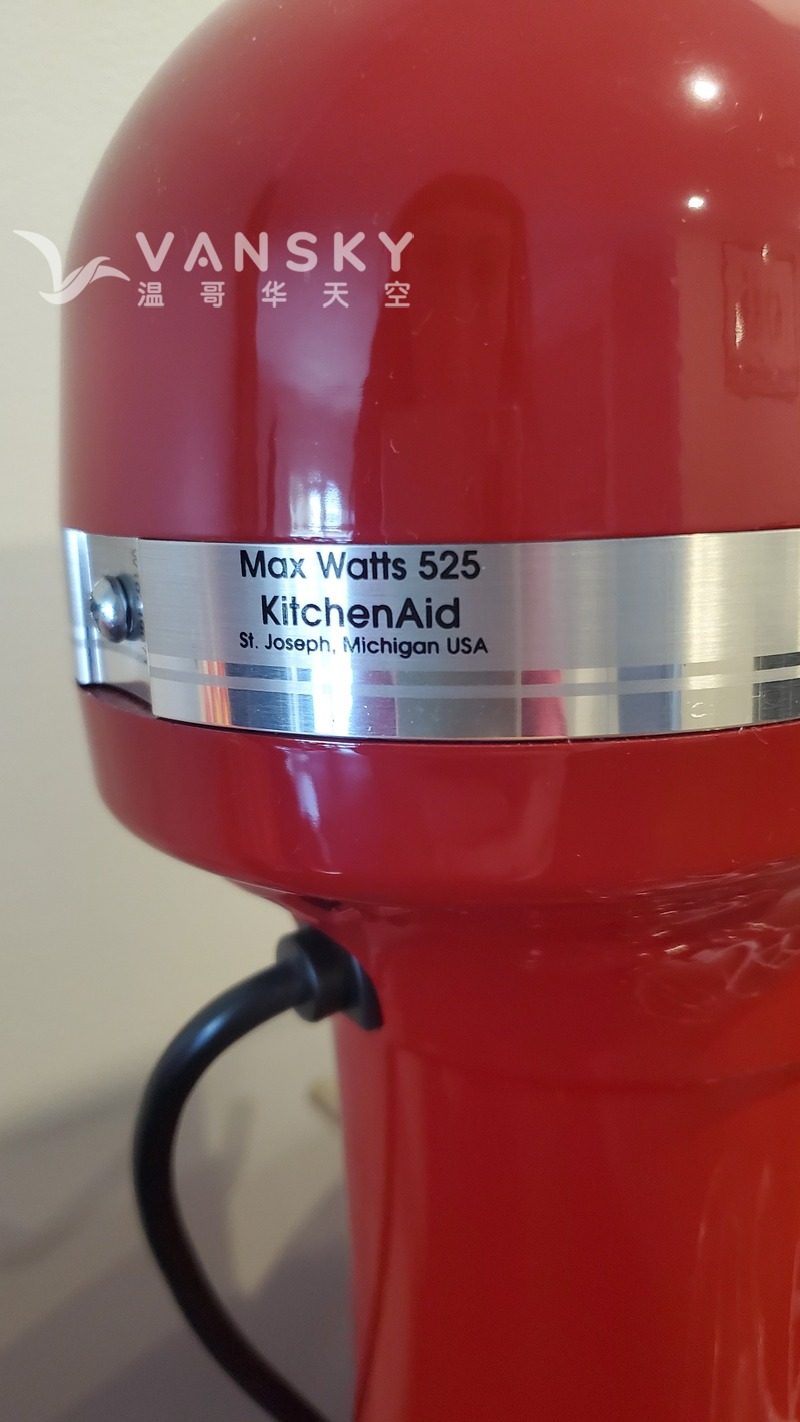 VANSKY
温哥华天空
Max Watts 525
KitchenAid
St. Joseph, Michigan USA